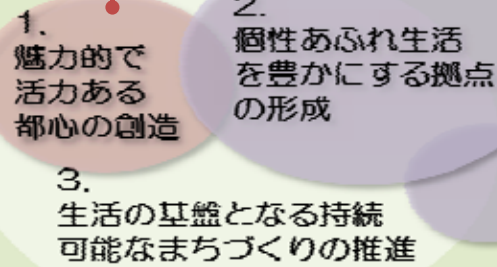 1.
魅力的で
活力ある
都心の創造
2.
個性あふれ生活
を豊かにする拠点
の形成
3.
生活の基盤となる持続
可能なまちづくりの推進